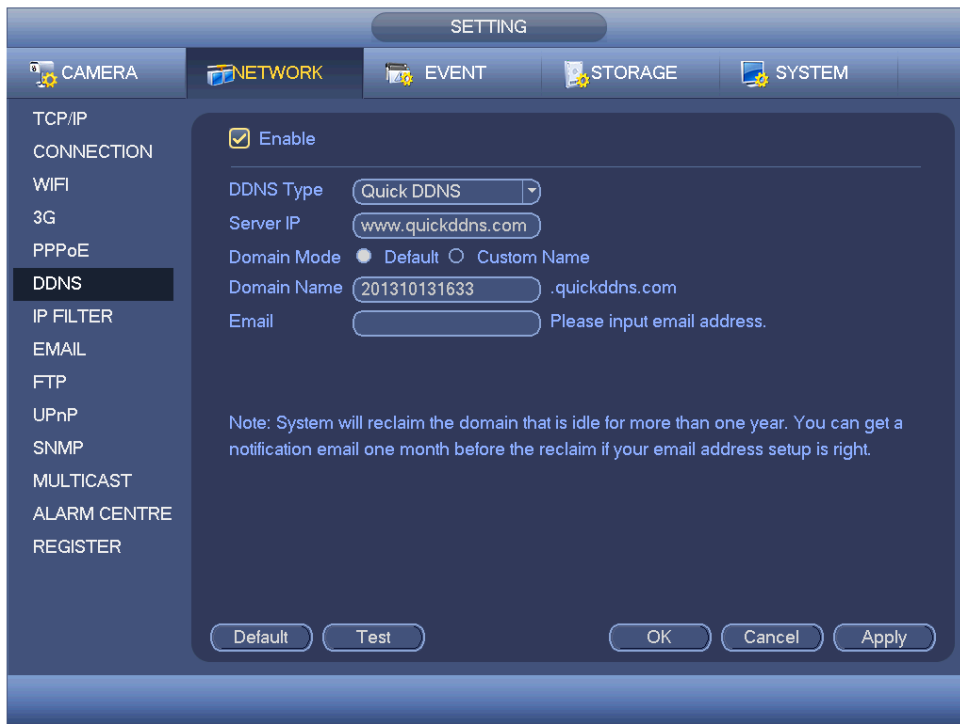 SETTING
CAMERA NETWORK EVENT STORAGE SYSTEM
TCP/IP
CONNECTION
WIFI
3G
PPPoE
DDNS
IP FILTER
EMAIL
FTP
UPnP
SNMP
MULTICAST
ALARM CENTRE
REGISTER
Enable
DDNS Type Quick DDNS
Server IP www.quickddns.com
Domain Mode Default Custom Name
Domain Name 201310131633 .quickddns.com
Email Please input email address.
Note: System will reclaim the domain that is idle for more than one year. You can get a
notification email one month before the reclaim if your email address setup is right.
Default Test OK Cancel Apply